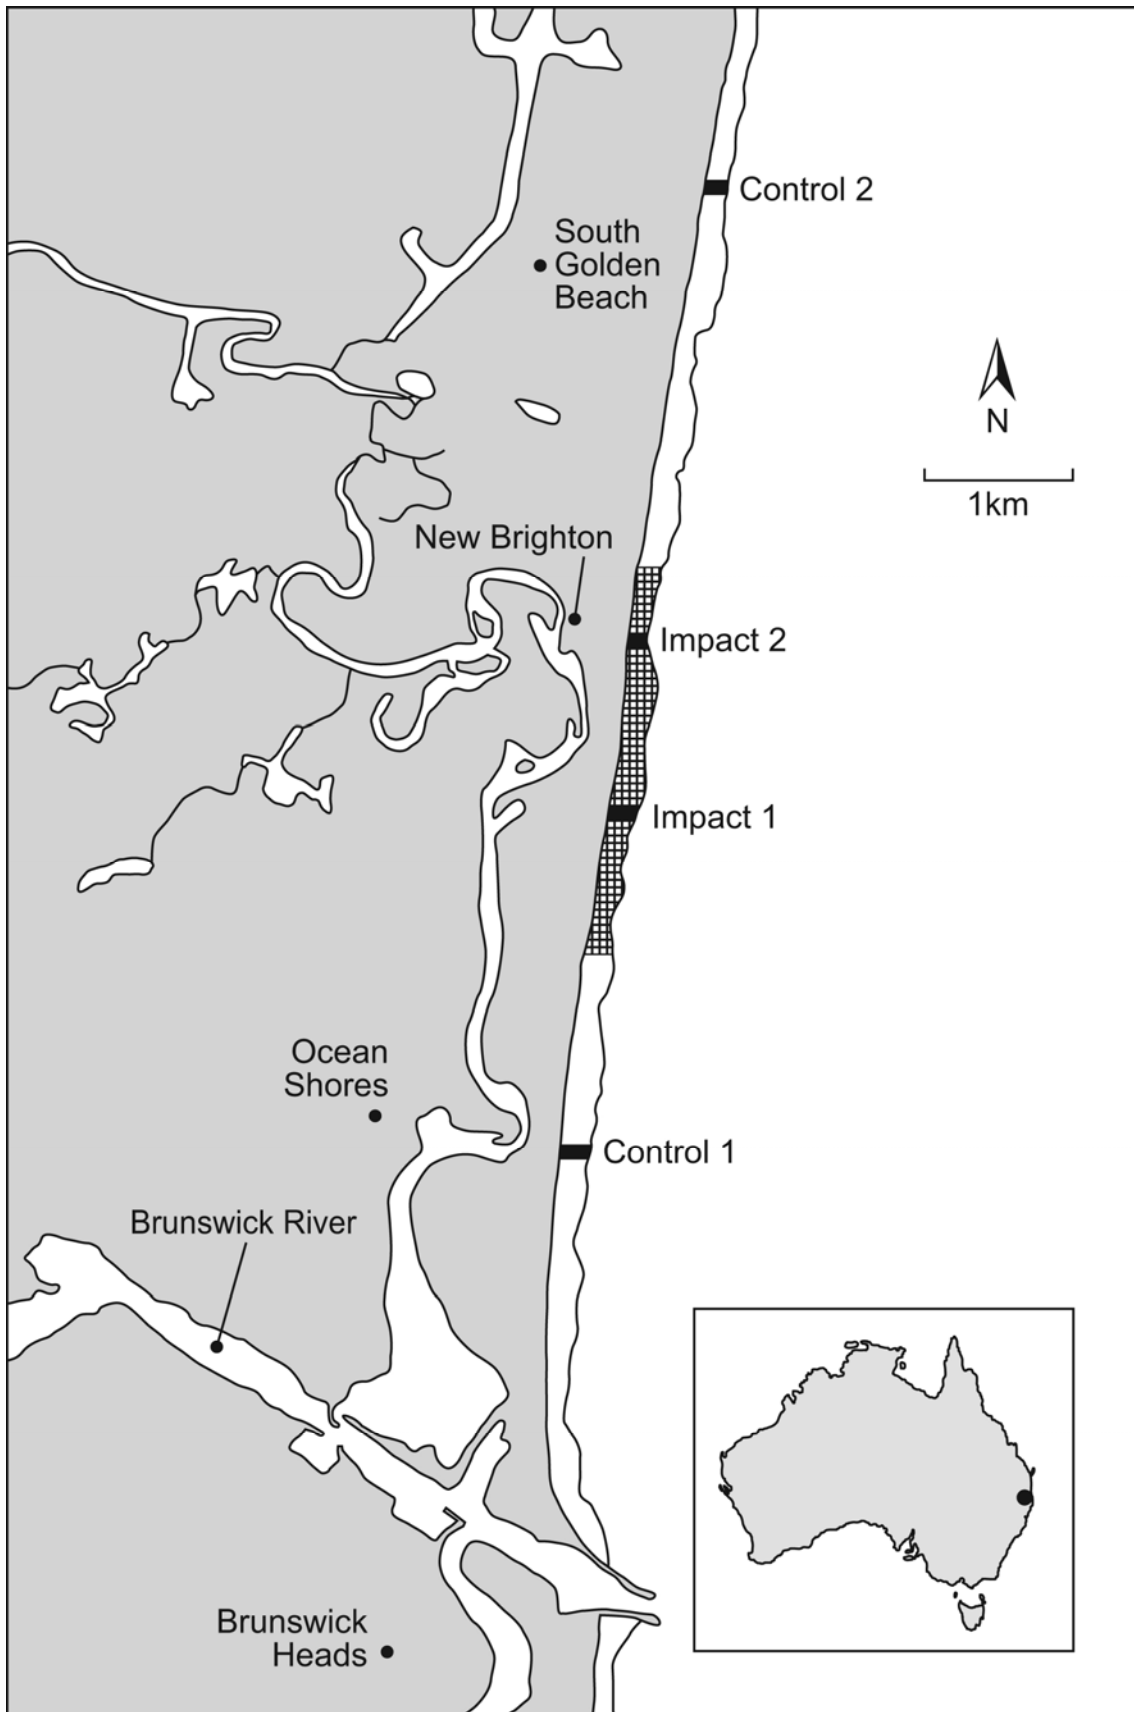 Control 2
South
Golden
Beach
N
1km
New Brighton
Impact 2
Impact 1
Ocean
Shores
Control 1
Brunswick River
Brunswick
Heads